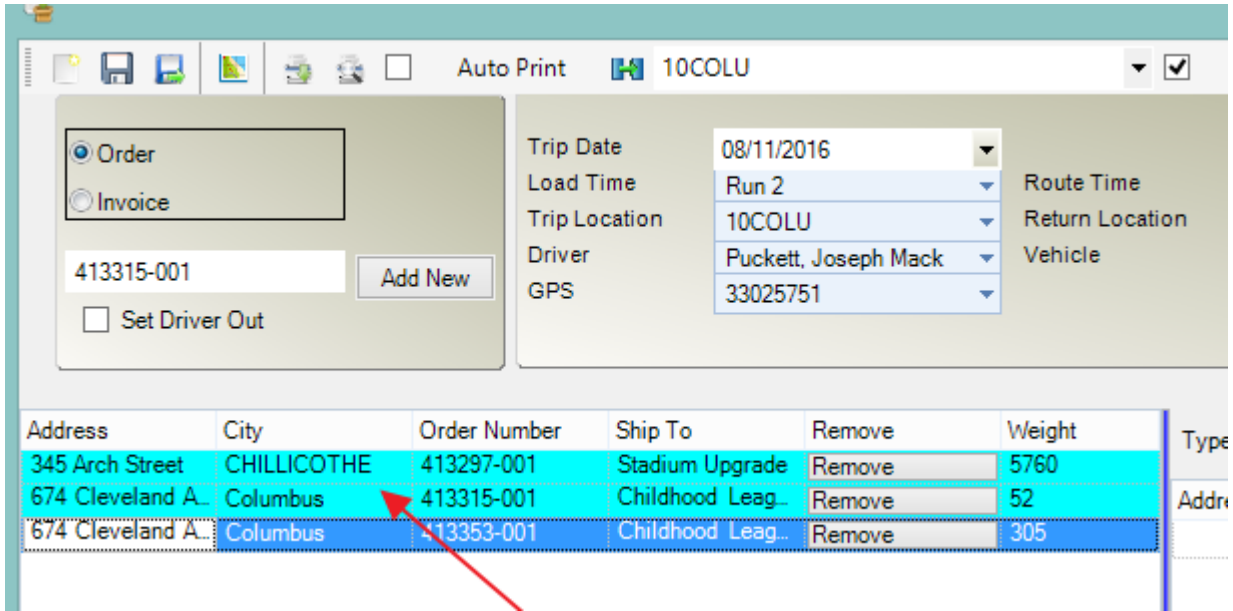 Auto Print 10COLU
Order
Invoice
413315-001 Add New
Set Driver Out
Trip Date 08/11/2016
Load Time Run 2 Route Time
Trip Location 10COLU Return Location
Driver Puckett, Joseph Mack Vehicle
GPS 33025751
Address City Order Number Ship To Remove Weight
345 Arch Street CHILLICOTHE 413297-001 Stadium Upgrade Remove 5760
674 Cleveland A... Columbus 413315-001 Childhood Leag... Remove 52
674 Cleveland A... Columbus 413353-001 Childhood Leag... Remove 305
Type
Addre